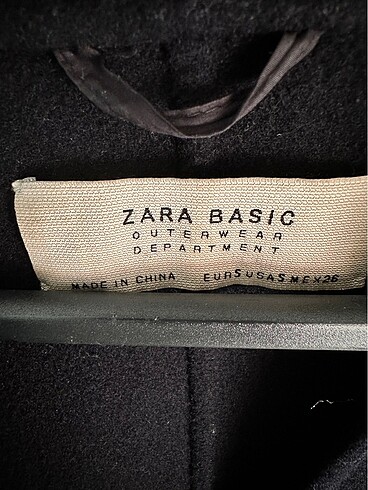 ZARA BASIC
OUTERWEAR
DEPARTMENT
MADE IN CHINA EUR S USA S MEX 26